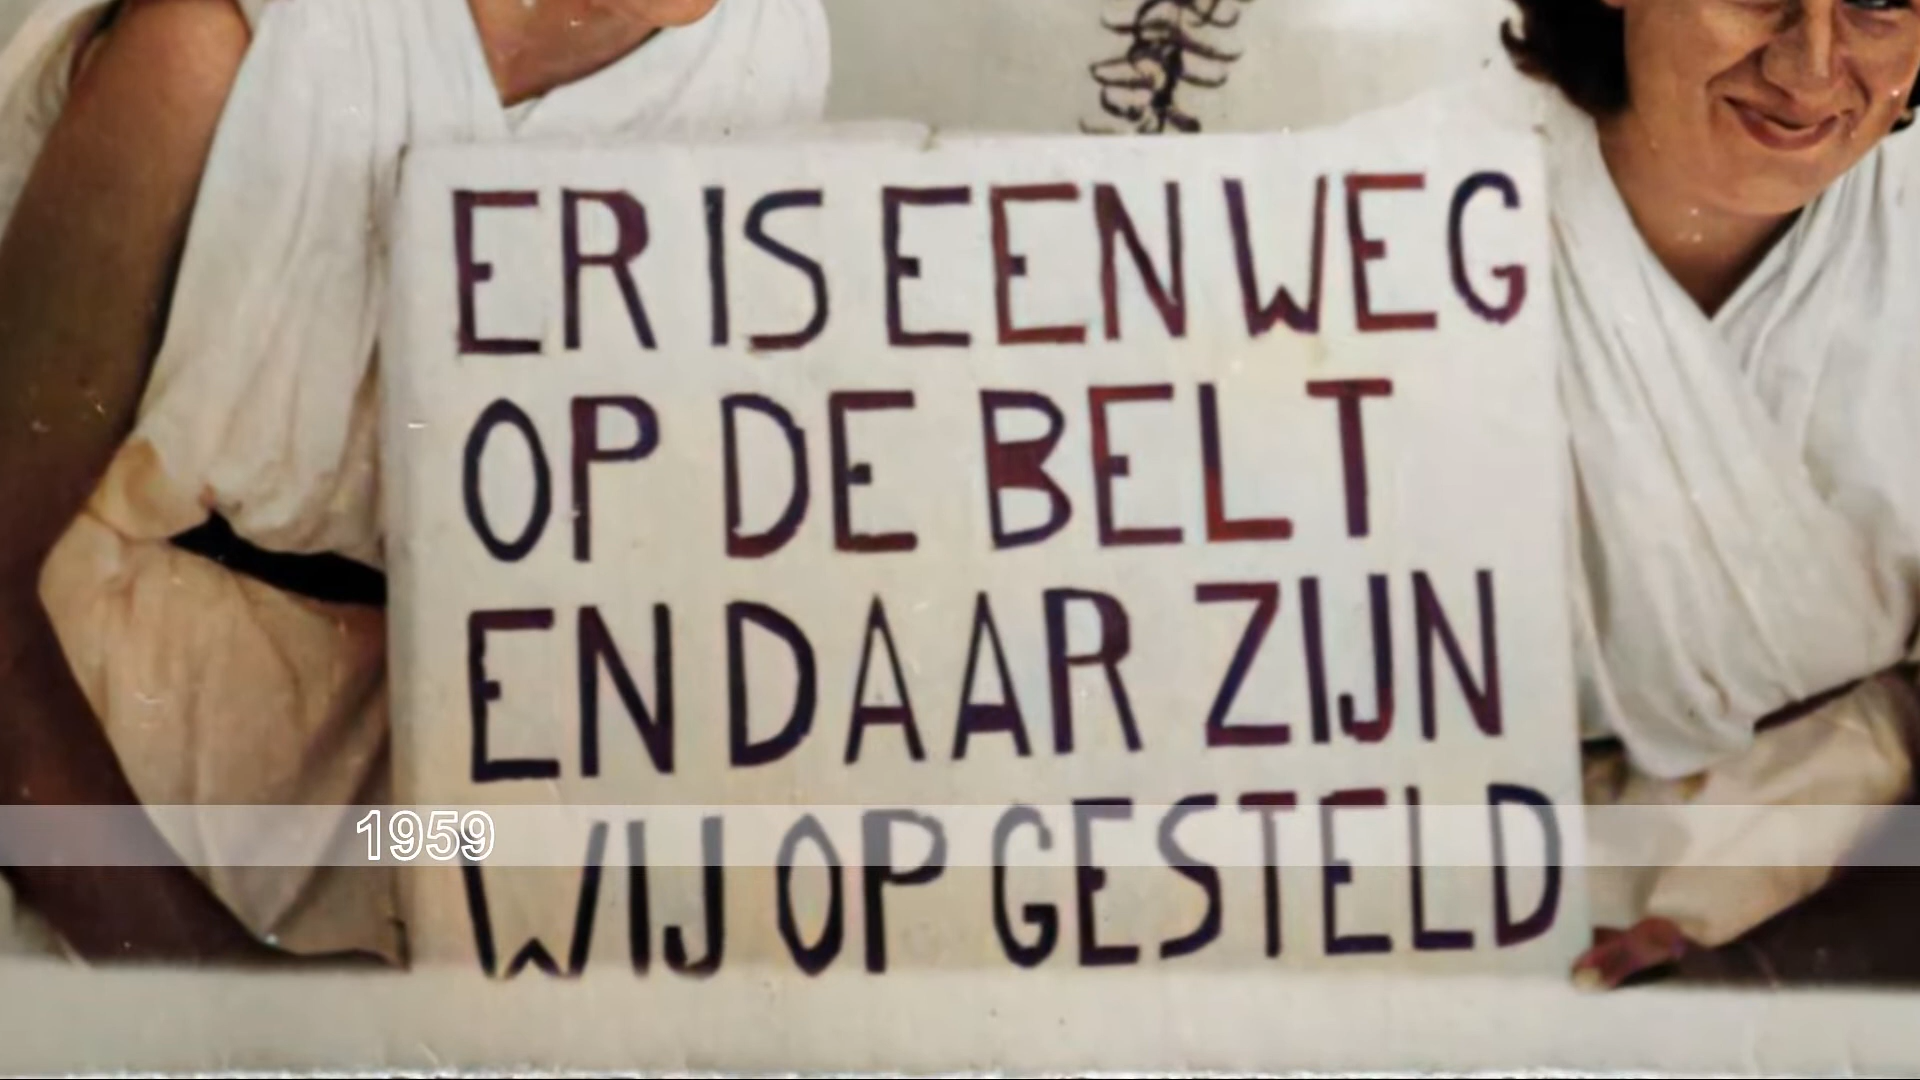 ER IS EEN WEG
OP DE BELT
EN DAAR ZIJN
WIJ OP GESTELD
1959